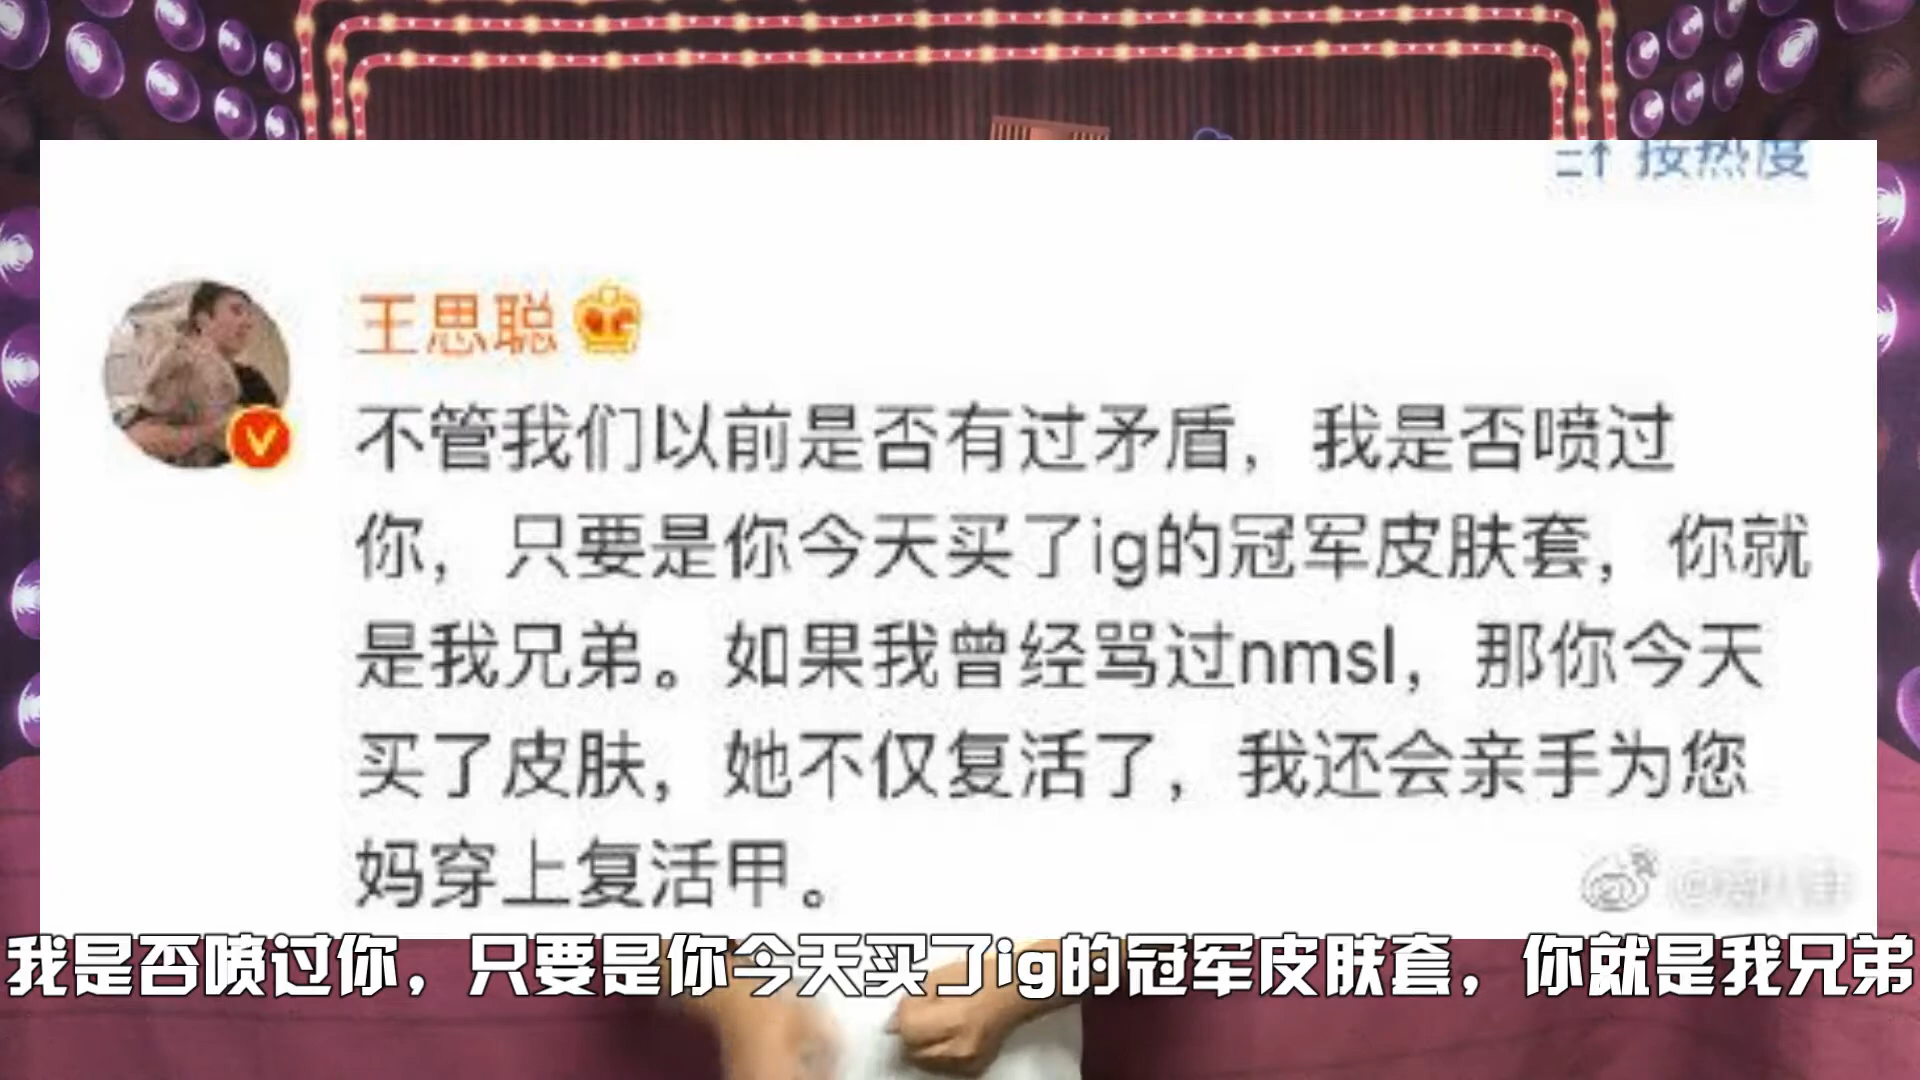 按热度
王思聪
不管我们以前是否有过矛盾，我是否喷过
你，只要是你今天买了ig的冠军皮肤套，你就
是我兄弟。如果我曾经骂过nmsl，那你今天
买了皮肤，她不仅复活了，我还会亲手为您
妈穿上复活甲。
我是否喷过你，只要是你今天买了ig的冠军皮肤套，你就是我兄弟